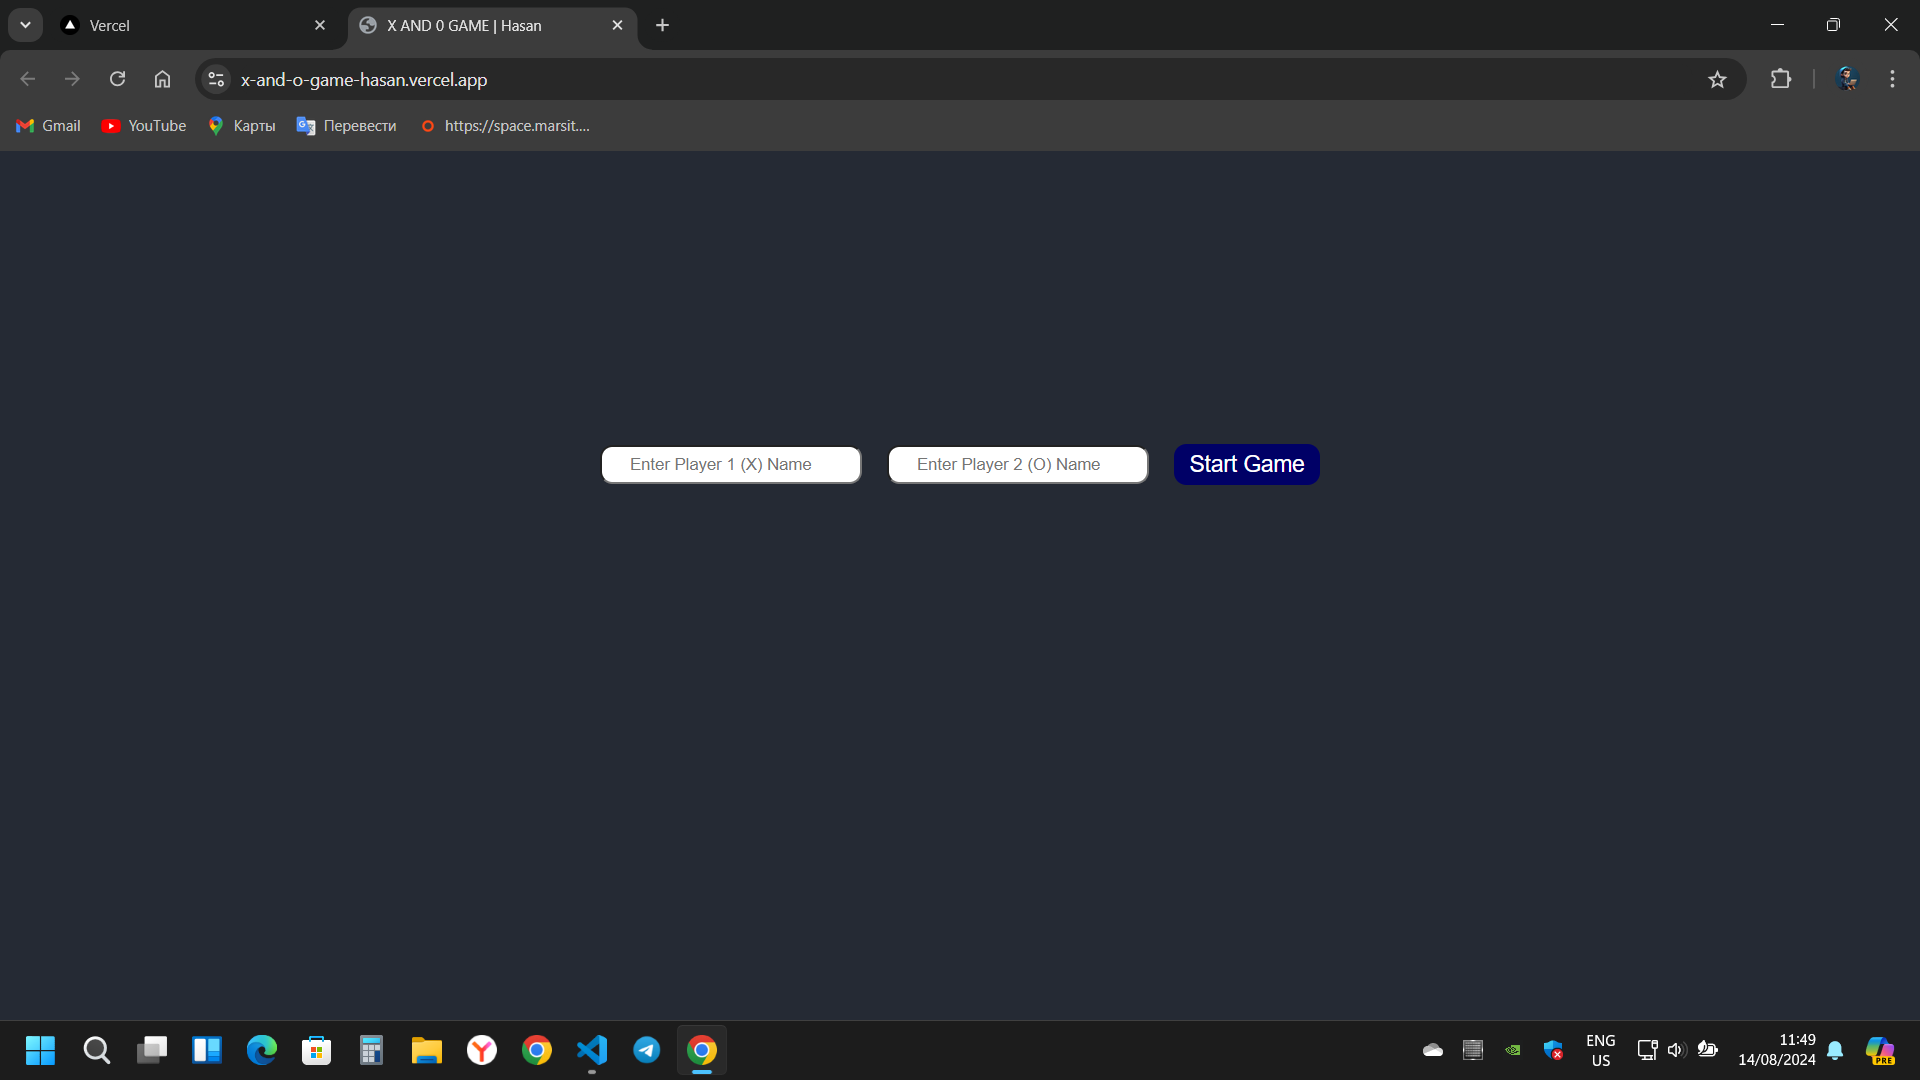 Vercel
X AND 0 GAME | Hasan
x-and-o-game-hasan.vercel.app
Gmail
YouTube
Карты
Перевести
https://space.marsit....
Enter Player 1 (X) Name
Enter Player 2 (O) Name
Start Game
ENG
US
11:49
14/08/2024
PRE